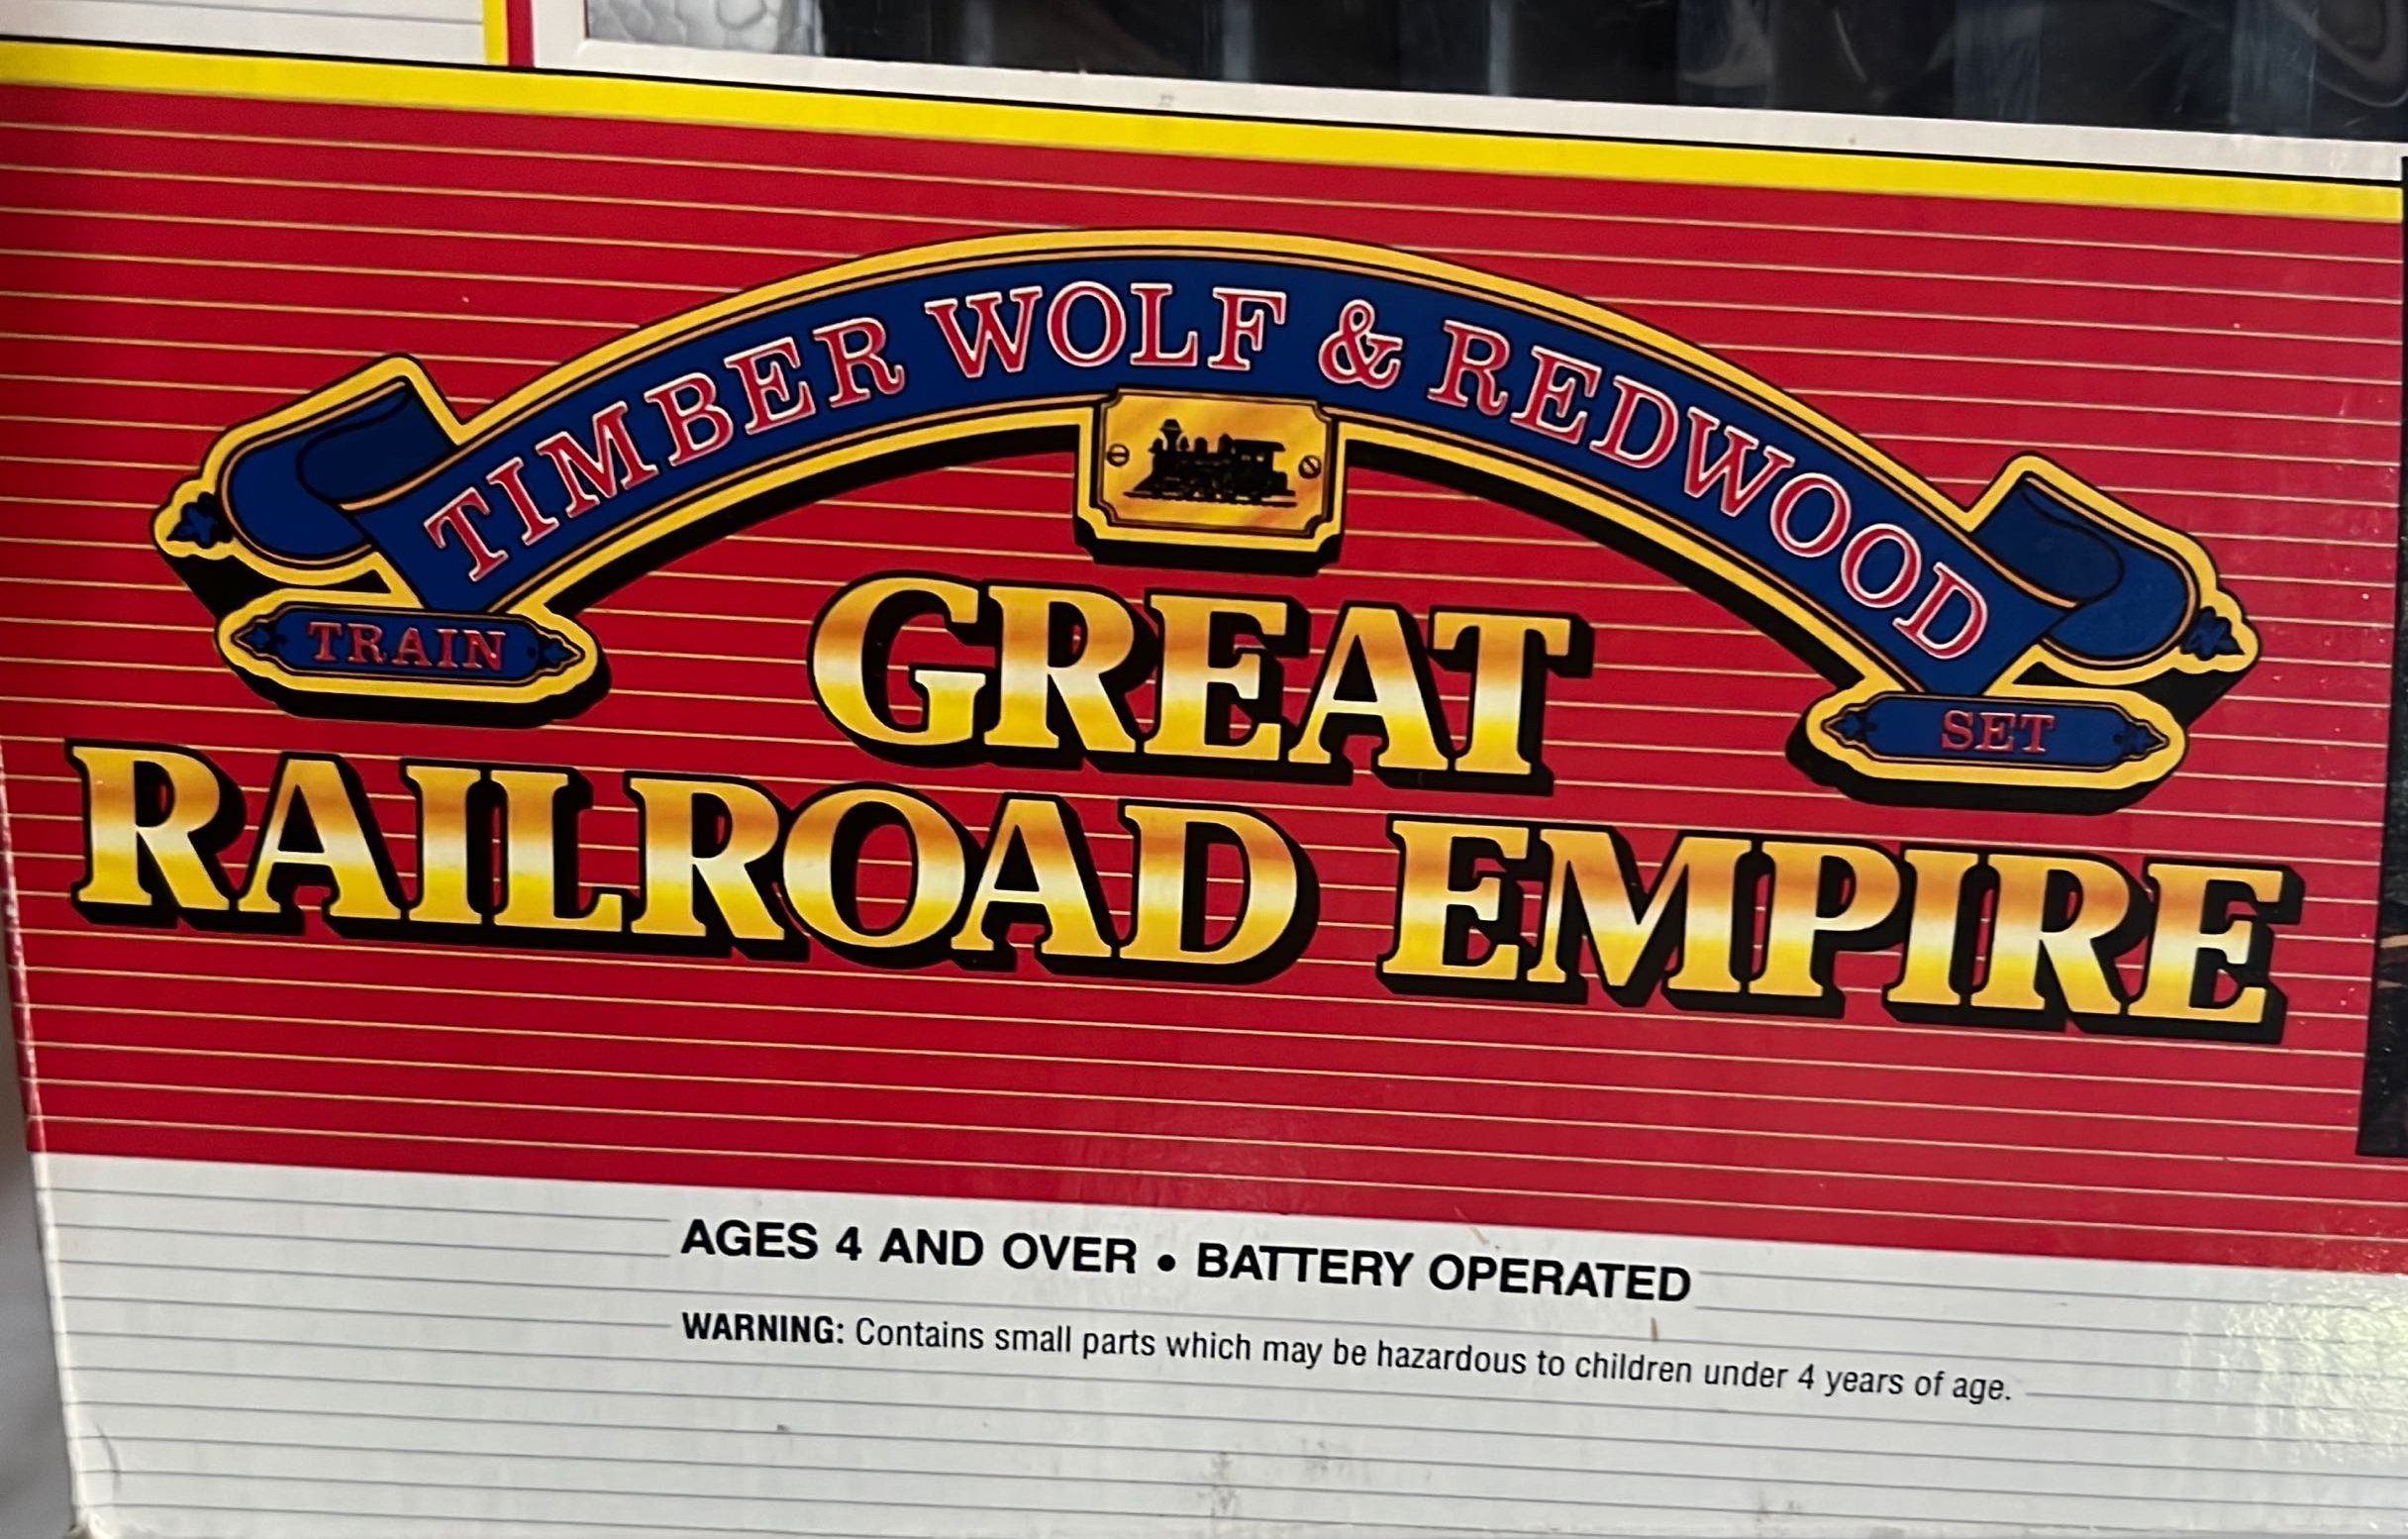 TIMBER WOLF & REDWOOD
TRAIN SET
GREAT
RAILROAD EMPIRE
AGES 4 AND OVER • BATTERY OPERATED
WARNING: Contains small parts which may be hazardous to children under 4 years of age.